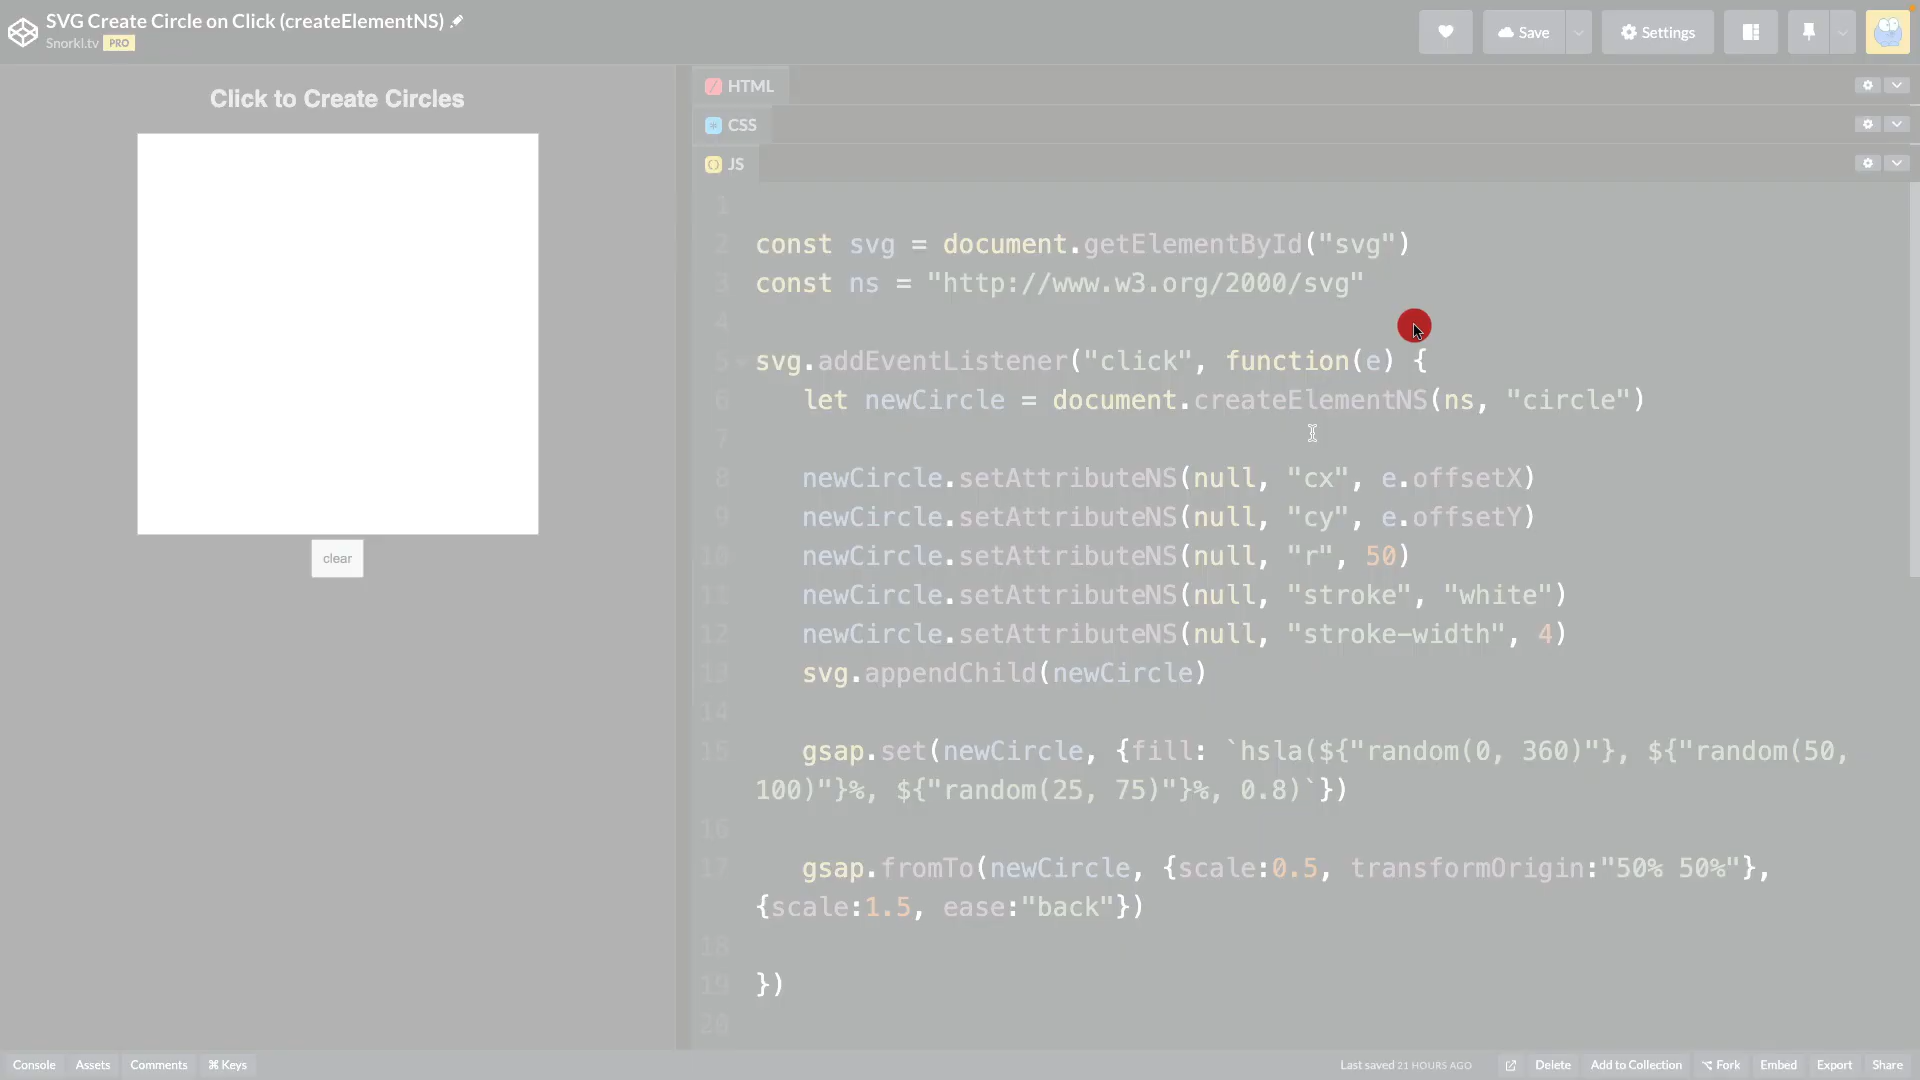 SVG Create Circle on Click (createElementNS)
Snorkl.tv PRO
Save
Settings
Click to Create Circles
clear
HTML
CSS
JS
1
2 const svg = document.getElementById("svg")
3 const ns = "http://www.w3.org/2000/svg"
4
5 svg.addEventListener("click", function(e) {
6 let newCircle = document.createElementNS(ns, "circle")
7
8 newCircle.setAttributeNS(null, "cx", e.offsetX)
9 newCircle.setAttributeNS(null, "cy", e.offsetY)
10 newCircle.setAttributeNS(null, "r", 50)
11 newCircle.setAttributeNS(null, "stroke", "white")
12 newCircle.setAttributeNS(null, "stroke-width", 4)
13 svg.appendChild(newCircle)
14
15 gsap.set(newCircle, {fill: `hsla(${"random(0, 360)"}, ${"random(50,
100)"}%, ${"random(25, 75)"}%, 0.8)`})
16
17 gsap.fromTo(newCircle, {scale:0.5, transformOrigin:"50% 50%"},
{scale:1.5, ease:"back"})
18
19 })
20
Console Assets Comments ⌘ Keys
Last saved 21 HOURS AGO Delete Add to Collection ⌥ Fork Embed Export Share